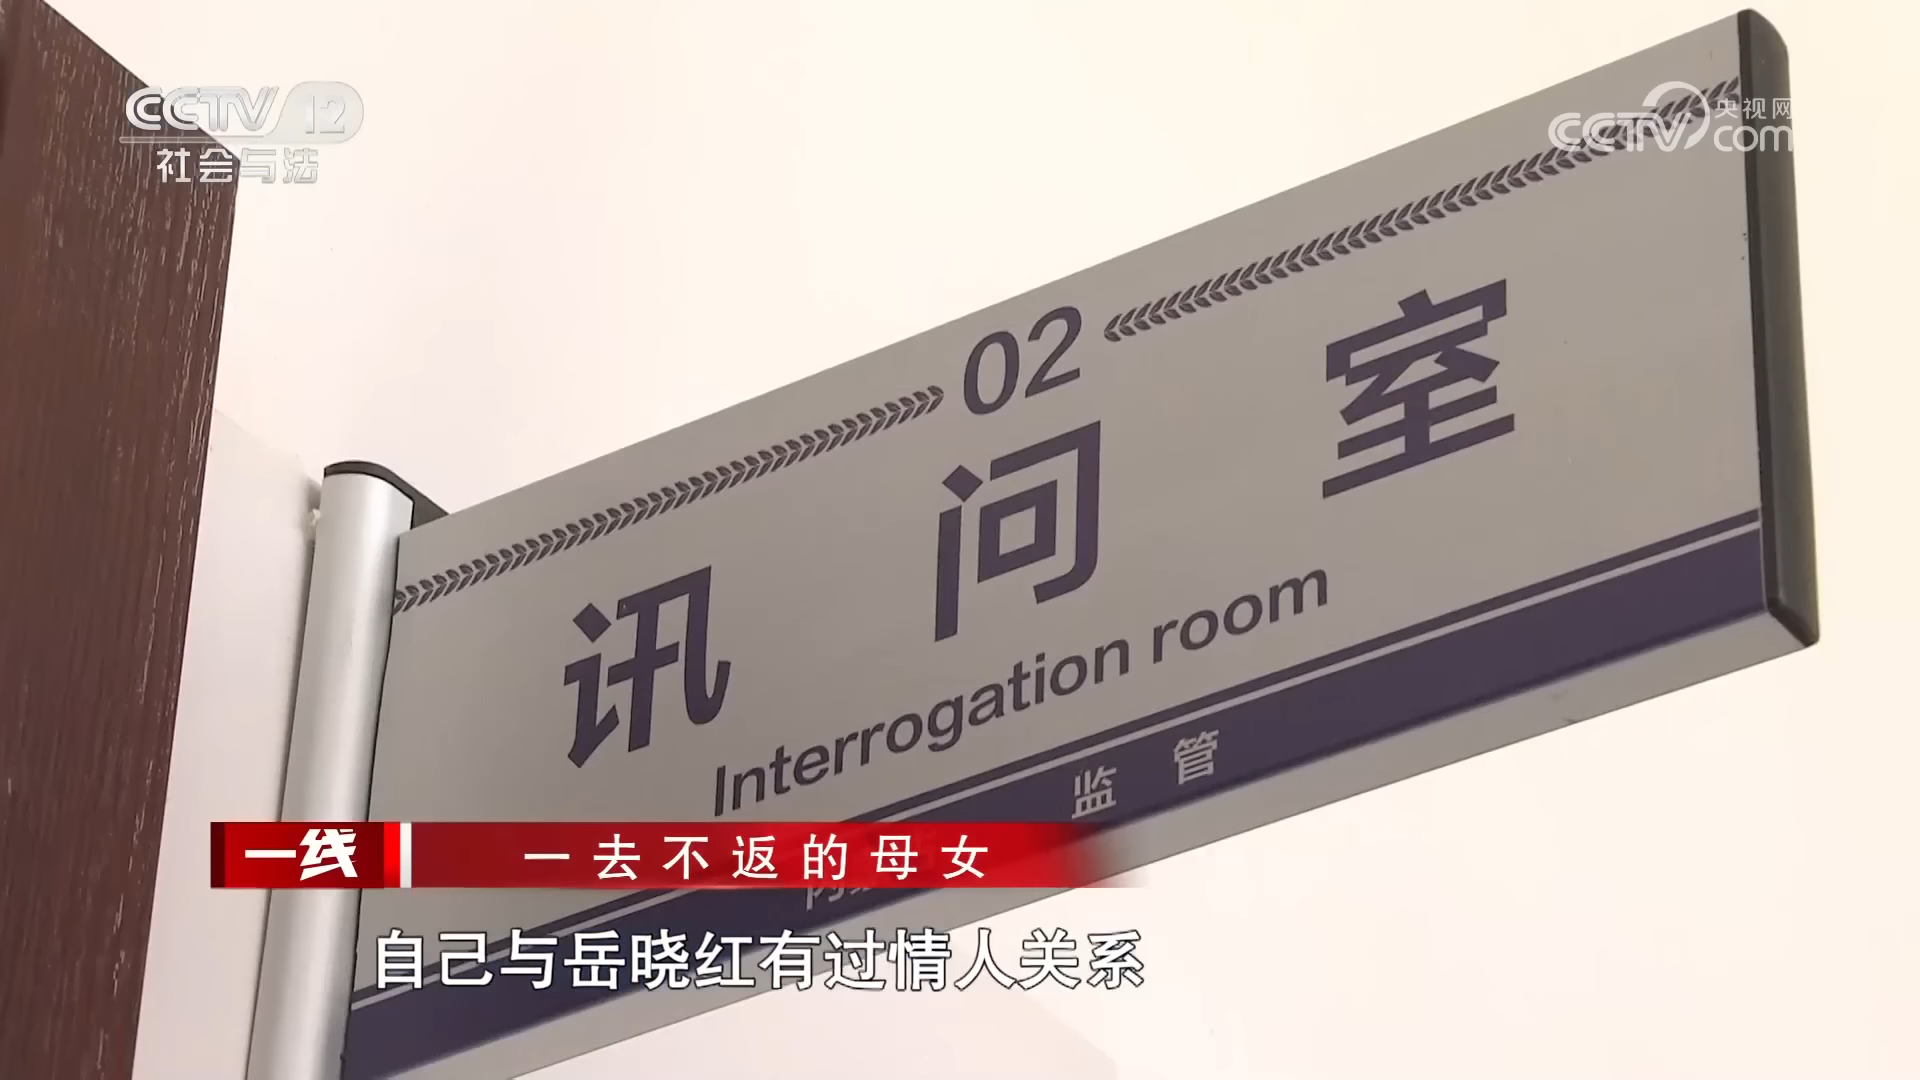 CCTV 12
社会与法
央视网
CCTV.com
02
讯问室
Interrogation room
监管
一线
一去不返的母女
自己与岳晓红有过情人关系